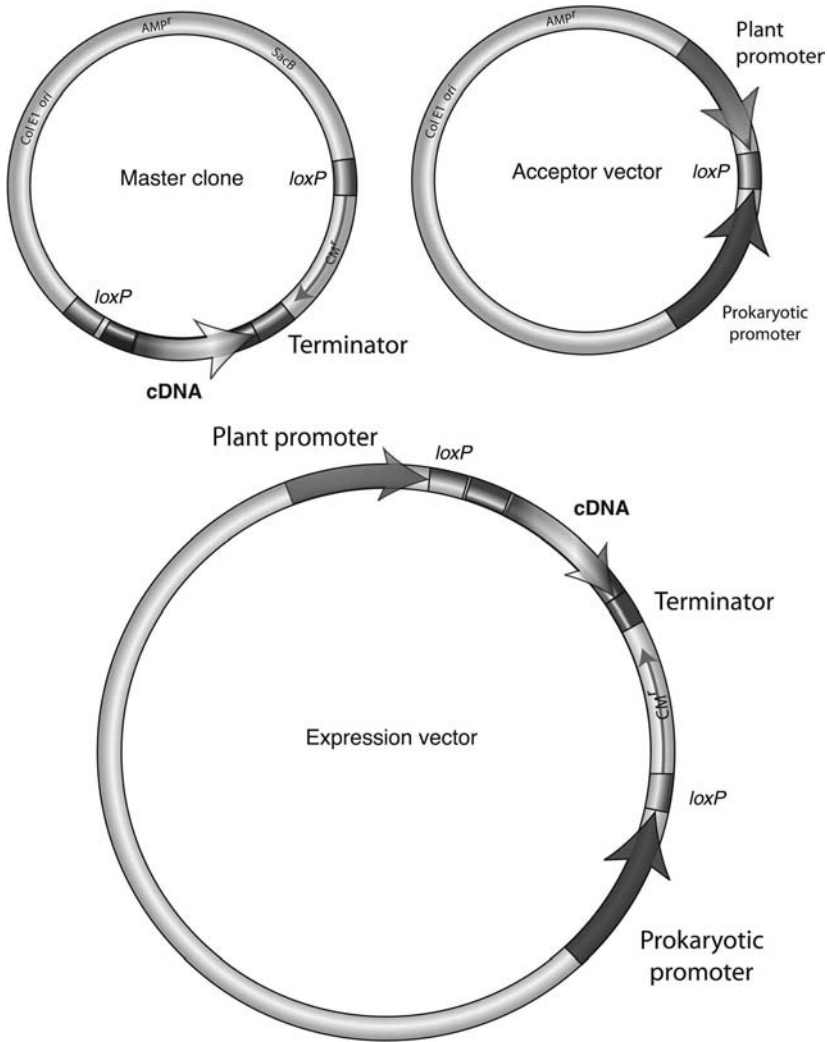 AMPr
SacB
Col E1 ori
Master clone
loxP
CMr
loxP
Terminator
cDNA
AMPr
Col E1 ori
Plant
promoter
loxP
Acceptor vector
Prokaryotic
promoter
Plant promoter
loxP
cDNA
Terminator
CMr
Expression vector
loxP
Prokaryotic
promoter